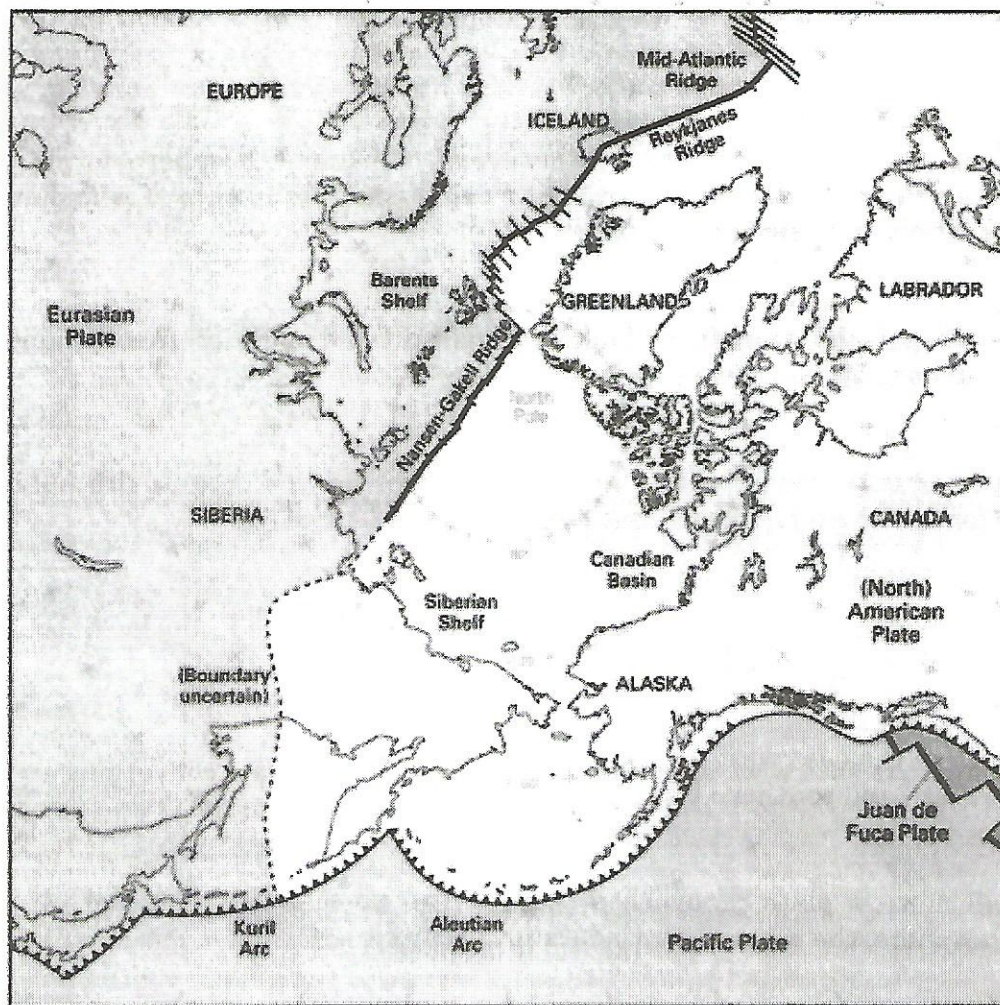 Mid-Atlantic
Ridge
EUROPE
ICELAND
Reykjanes
Ridge
Barents
Shelf
GREENLAND
LABRADOR
Eurasian
Plate
Nansen-Gakell Ridge
North
Pole
SIBERIA
CANADA
80°
Canadian
Basin
Siberian
Shelf
(North)
American
Plate
(Boundary
uncertain)
ALASKA
Juan de
Fuca Plate
Kuril
Arc
Aleutian
Arc
Pacific Plate